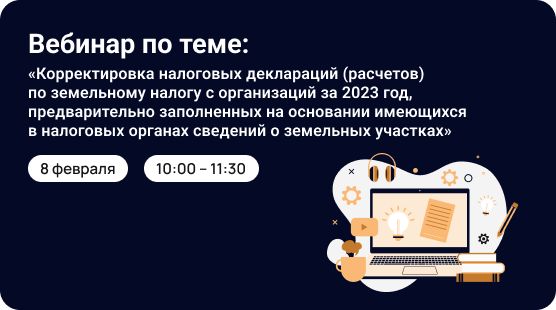 Вебинар по теме:
«Корректировка налоговых деклараций (расчетов)
по земельному налогу с организаций за 2023 год,
предварительно заполненных на основании имеющихся
в налоговых органах сведений о земельных участках»
8 февраля
10:00 – 11:30